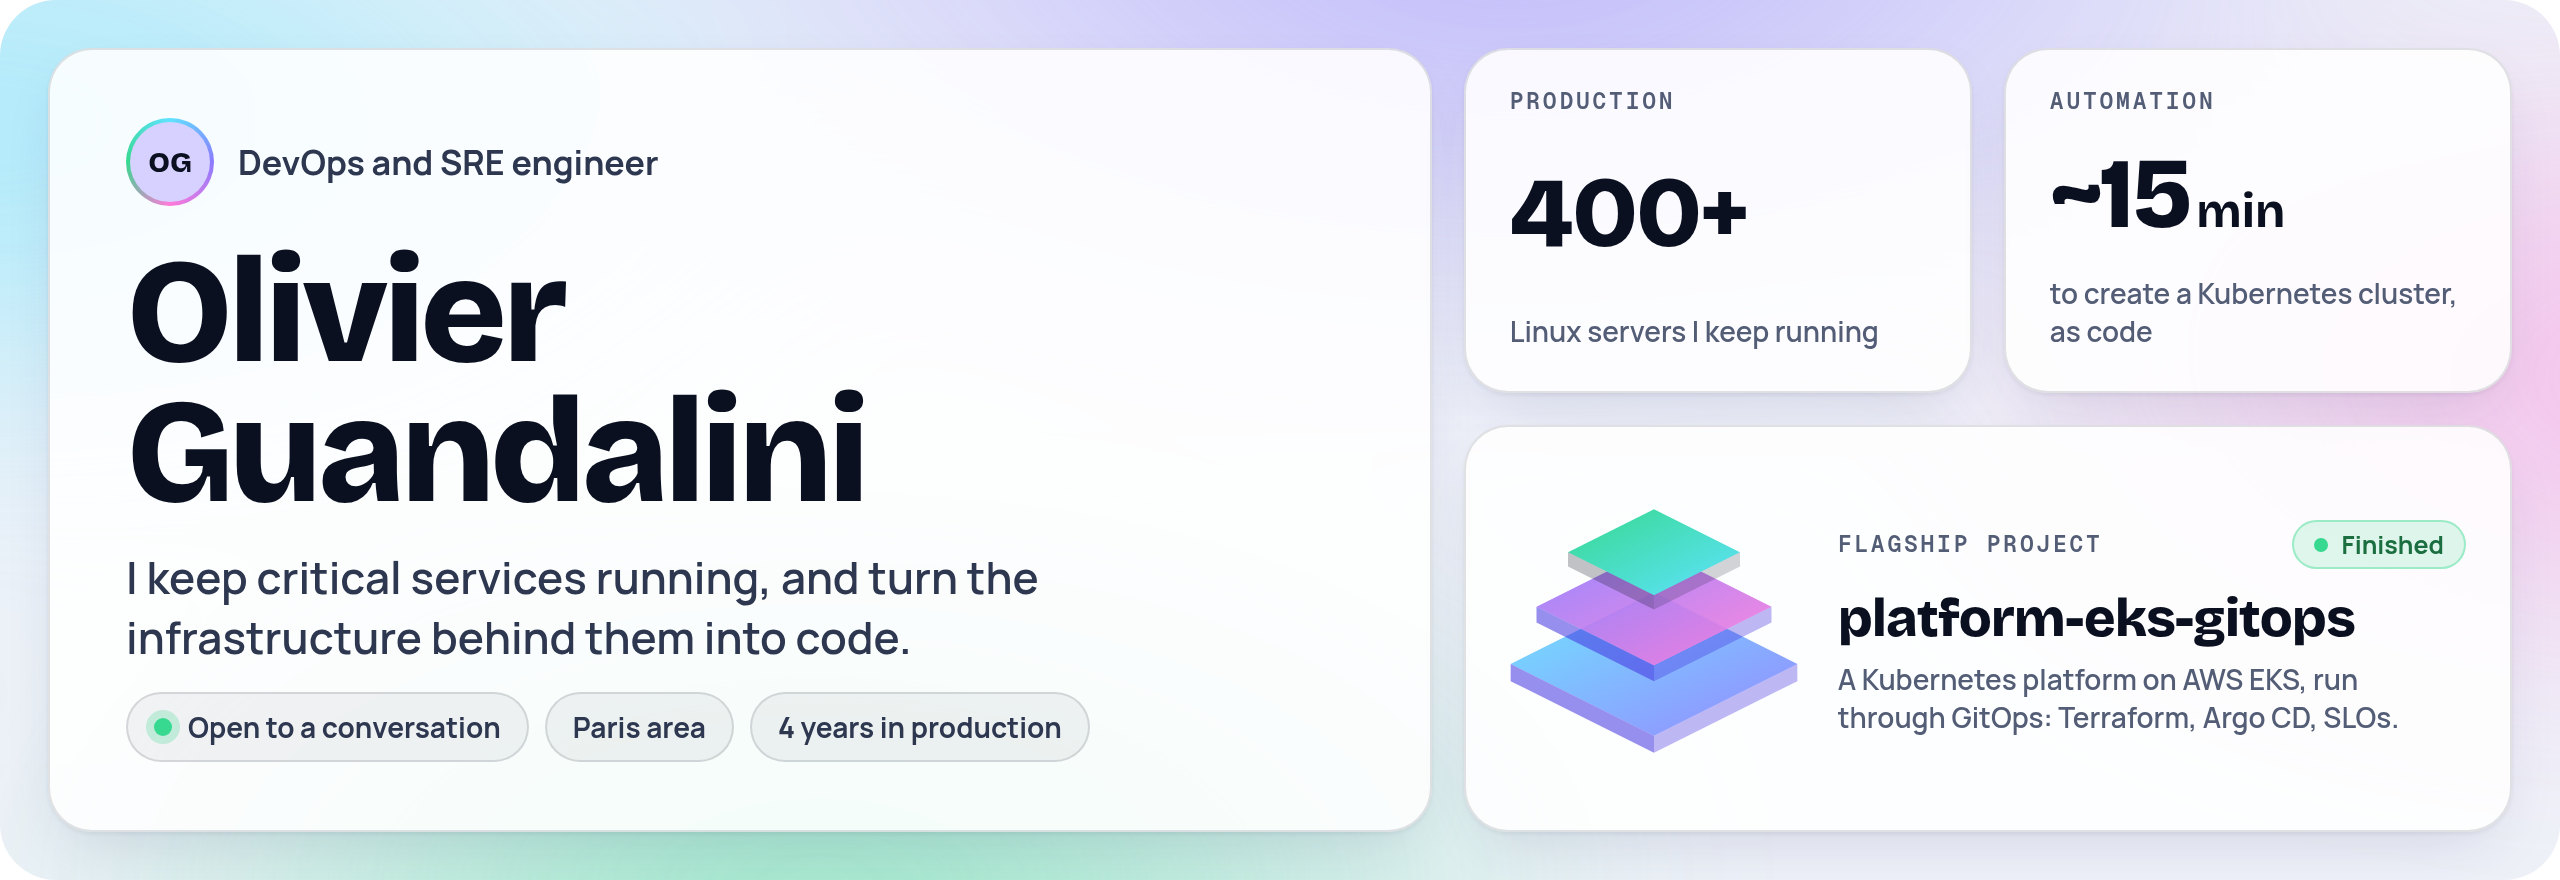 OG
DevOps and SRE engineer
Olivier
Guandalini
I keep critical services running, and turn the
infrastructure behind them into code.
Open to a conversation
Paris area
4 years in production
PRODUCTION
400+
Linux servers I keep running
AUTOMATION
~15 min
to create a Kubernetes cluster,
as code
FLAGSHIP PROJECT
Finished
platform-eks-gitops
A Kubernetes platform on AWS EKS, run
through GitOps: Terraform, Argo CD, SLOs.